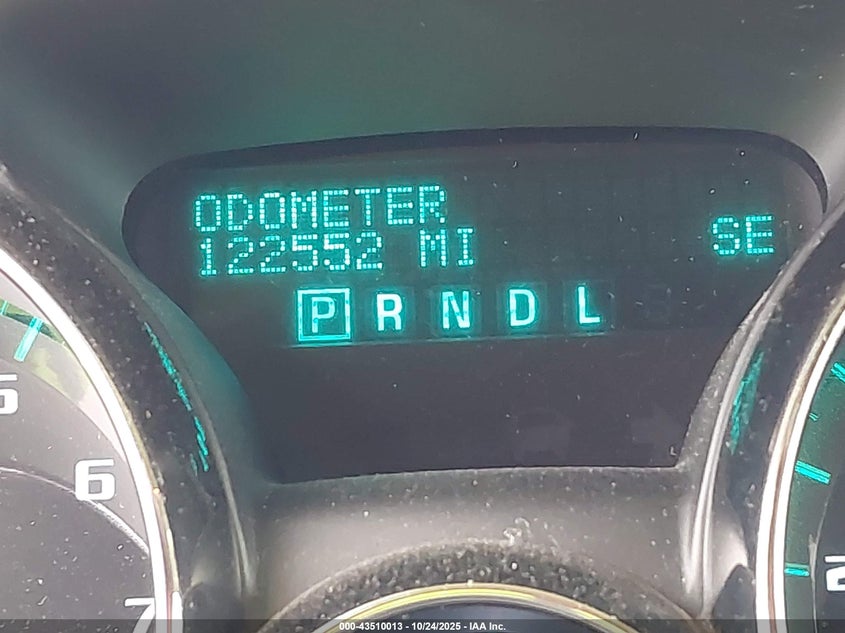 ODOMETER
122552 MI
SE
P R N D L
5
6
7
2
000-43510013 - 10/24/2025 - IAA Inc.